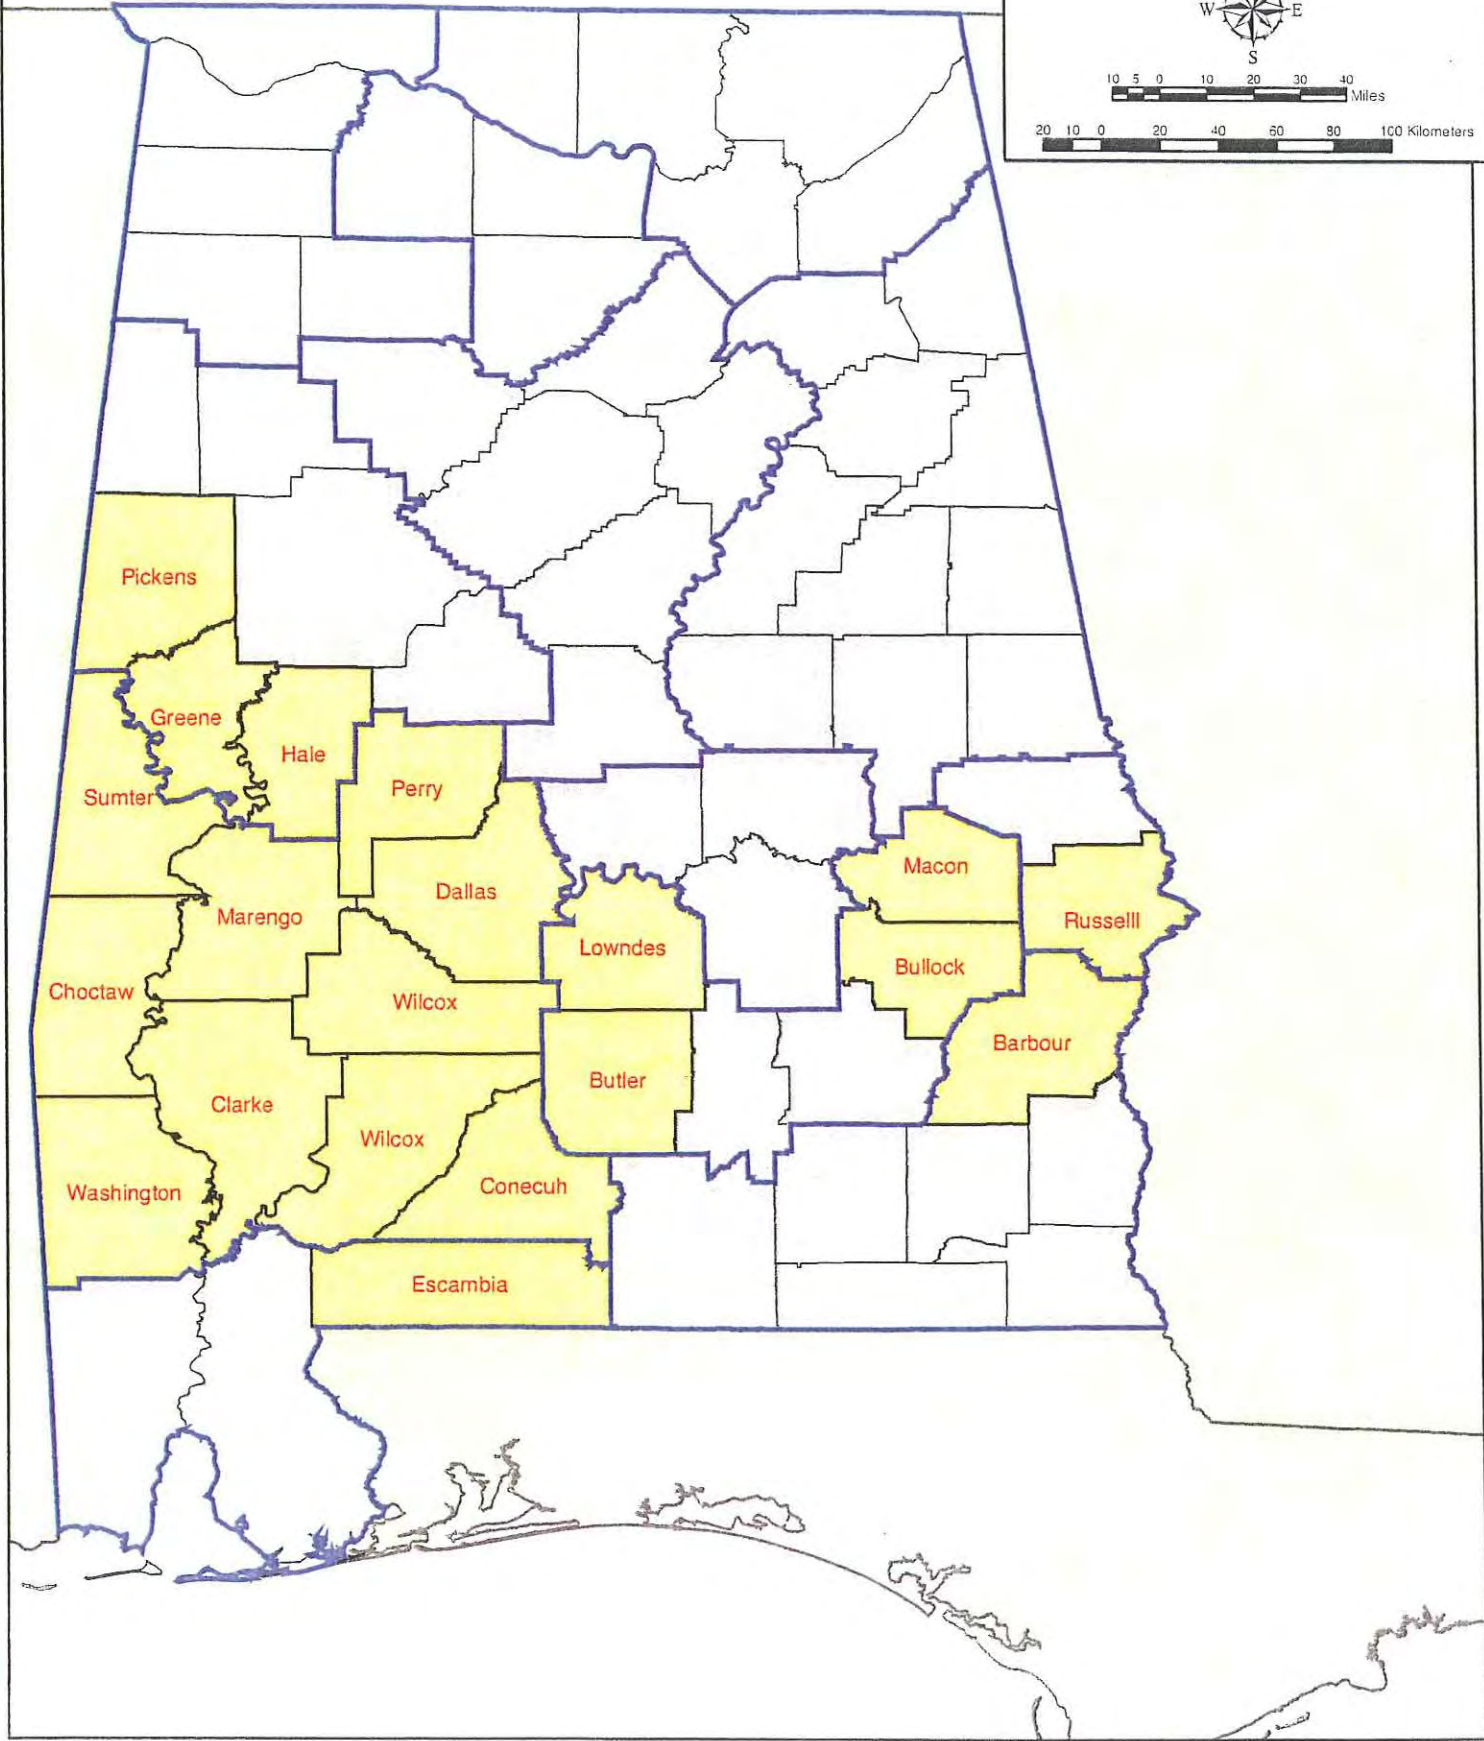 W E
S
10 5 0 10 20 30 40
Miles
20 10 0 20 40 60 80 100 Kilometers
Pickens
Greene
Hale
Sumter
Perry
Macon
Dallas
Marengo
Russelll
Lowndes
Bullock
Choctaw
Wilcox
Barbour
Butler
Clarke
Wilcox
Conecuh
Washington
Escambia